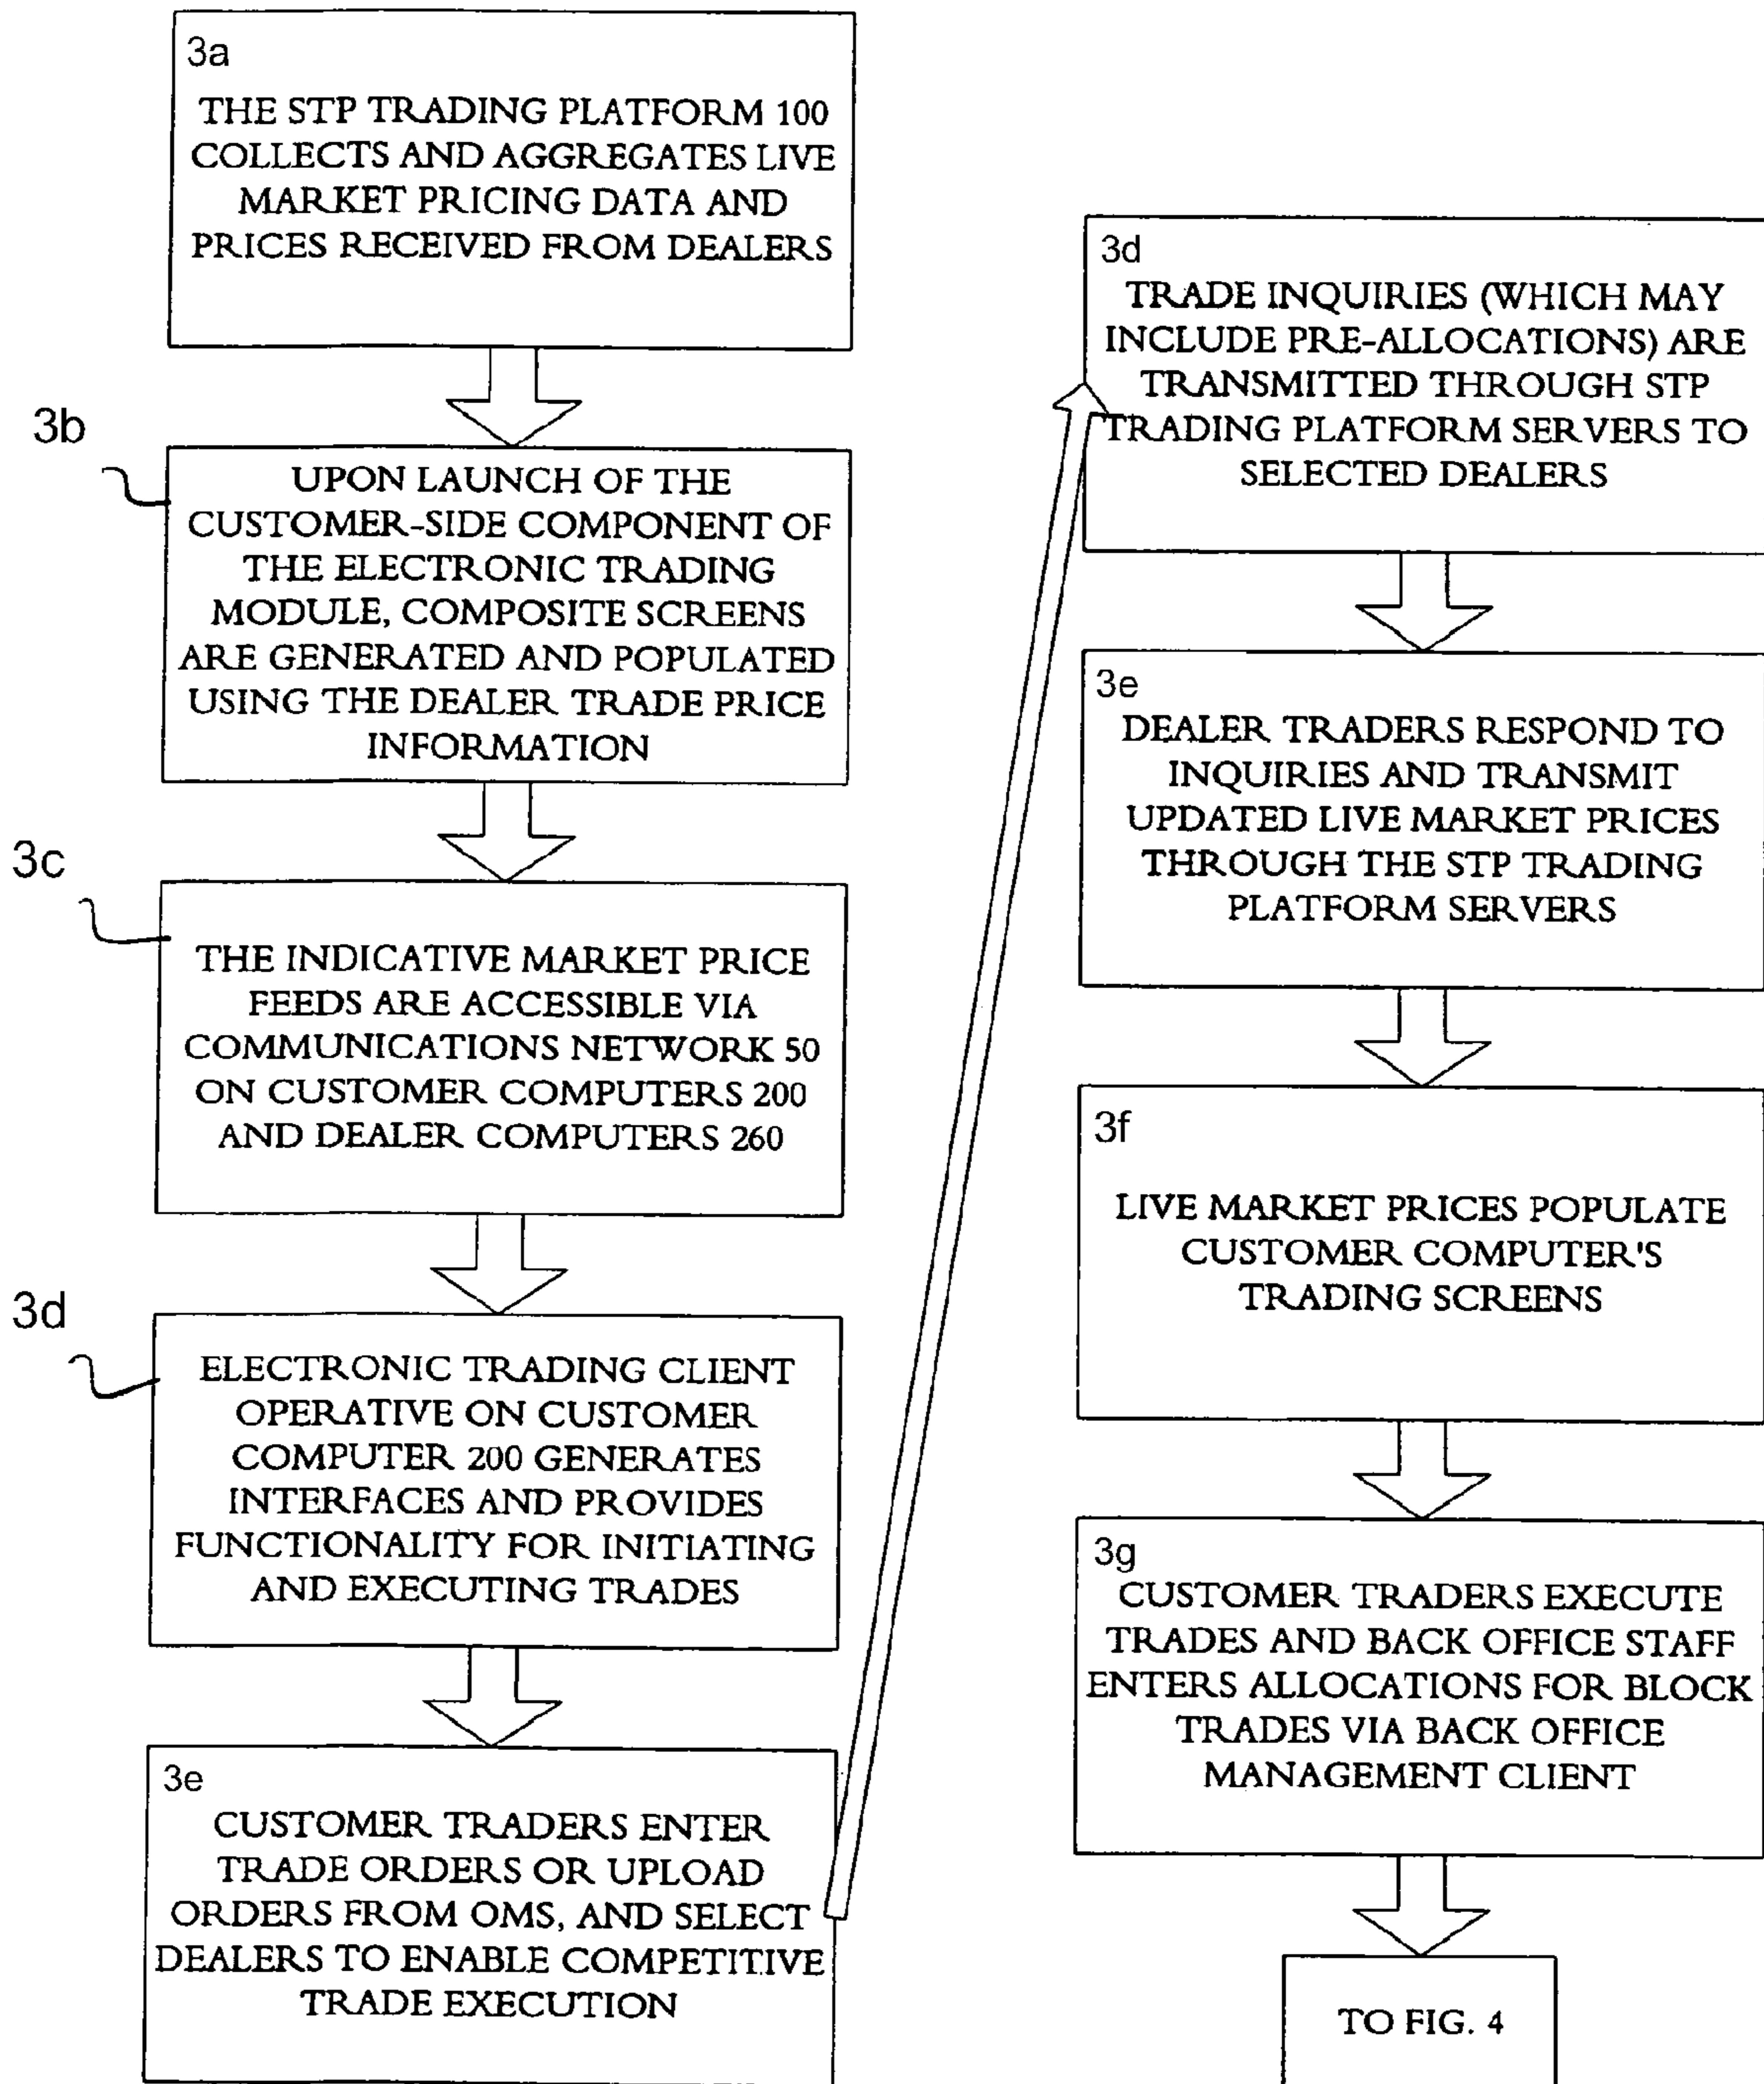 3a
THE STP TRADING PLATFORM 100
COLLECTS AND AGGREGATES LIVE
MARKET PRICING DATA AND
PRICES RECEIVED FROM DEALERS
3b
UPON LAUNCH OF THE
CUSTOMER-SIDE COMPONENT OF
THE ELECTRONIC TRADING
MODULE, COMPOSITE SCREENS
ARE GENERATED AND POPULATED
USING THE DEALER TRADE PRICE
INFORMATION
3c
THE INDICATIVE MARKET PRICE
FEEDS ARE ACCESSIBLE VIA
COMMUNICATIONS NETWORK 50
ON CUSTOMER COMPUTERS 200
AND DEALER COMPUTERS 260
3d
ELECTRONIC TRADING CLIENT
OPERATIVE ON CUSTOMER
COMPUTER 200 GENERATES
INTERFACES AND PROVIDES
FUNCTIONALITY FOR INITIATING
AND EXECUTING TRADES
3e
CUSTOMER TRADERS ENTER
TRADE ORDERS OR UPLOAD
ORDERS FROM OMS, AND SELECT
DEALERS TO ENABLE COMPETITIVE
TRADE EXECUTION
3d
TRADE INQUIRIES (WHICH MAY
INCLUDE PRE-ALLOCATIONS) ARE
TRANSMITTED THROUGH STP
TRADING PLATFORM SERVERS TO
SELECTED DEALERS
3e
DEALER TRADERS RESPOND TO
INQUIRIES AND TRANSMIT
UPDATED LIVE MARKET PRICES
THROUGH THE STP TRADING
PLATFORM SERVERS
3f
LIVE MARKET PRICES POPULATE
CUSTOMER COMPUTER'S
TRADING SCREENS
3g
CUSTOMER TRADERS EXECUTE
TRADES AND BACK OFFICE STAFF
ENTERS ALLOCATIONS FOR BLOCK
TRADES VIA BACK OFFICE
MANAGEMENT CLIENT
TO FIG. 4